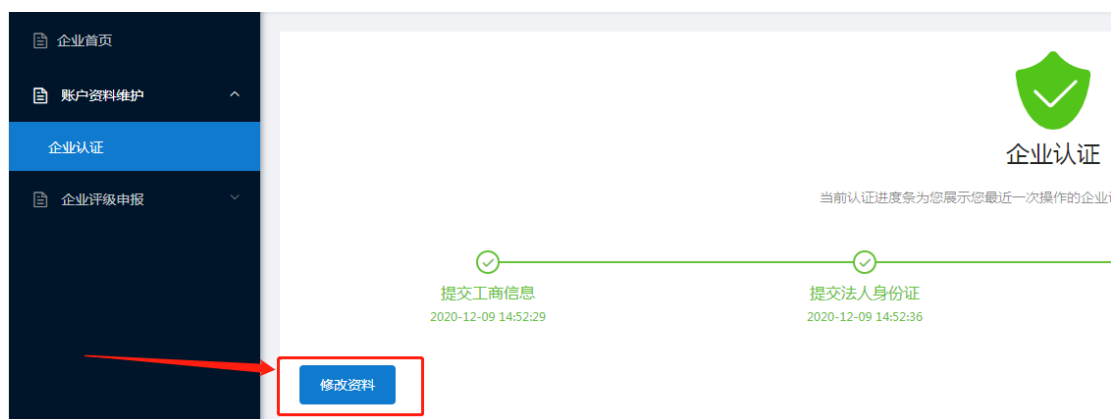 企业首页
账户资料维护
企业认证
企业评级申报
企业认证
当前认证进度条为您展示您最近一次操作的企业
提交工商信息
2020-12-09 14:52:29
提交法人身份证
2020-12-09 14:52:36
修改资料